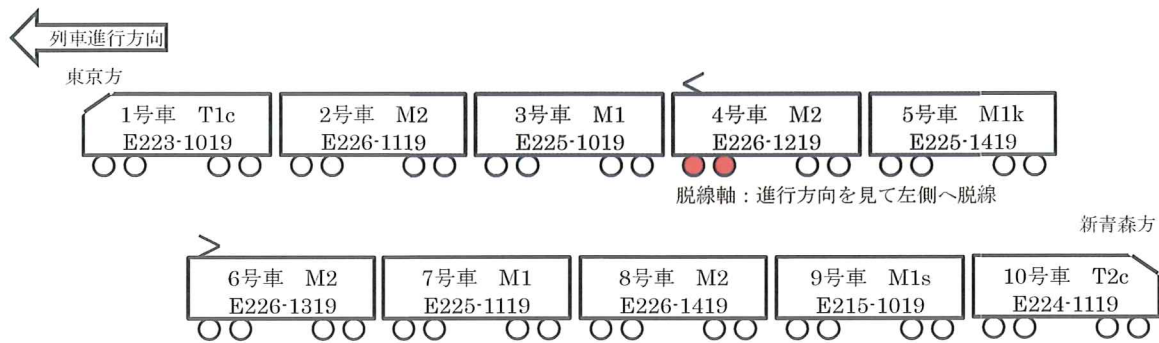 列車進行方向
東京方
1号車 T1c
E223-1019
2号車 M2
E226-1119
3号車 M1
E225-1019
4号車 M2
E226-1219
5号車 M1k
E225-1419
脱線軸：進行方向を見て左側へ脱線
新青森方
6号車 M2
E226-1319
7号車 M1
E225-1119
8号車 M2
E226-1419
9号車 M1s
E215-1019
10号車 T2c
E224-1119